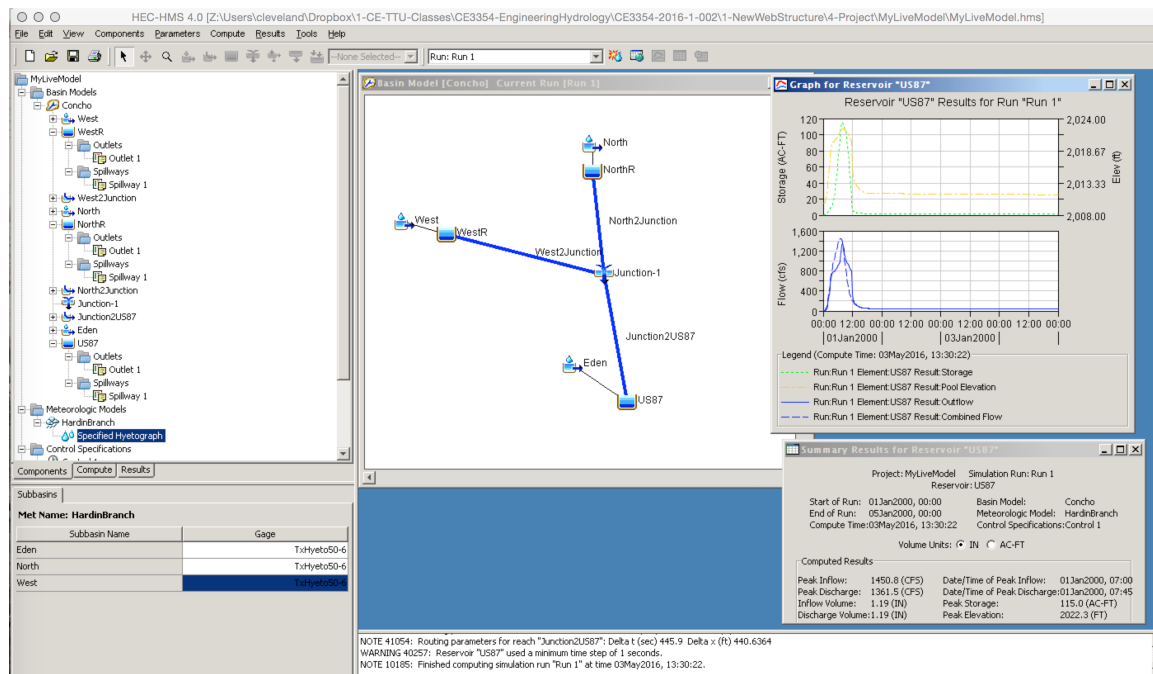 HEC-HMS 4.0 [Z:\Users\cleveland\Dropbox\1-CE-TTU-Classes\CE3354-EngineeringHydrology\CE3354-2016-1-002\1-NewWebStructure\4-Project\MyLiveModel\MyLiveModel.hms]
File Edit View Components Parameters Compute Results Tools Help
--None Selected-- Run: Run 1
MyLiveModel
Basin Models
Concho
West
WestR
Outlets
Outlet 1
Spillways
Spillway 1
West2Junction
North
NorthR
Outlets
Outlet 1
Spillways
Spillway 1
North2Junction
Junction-1
Junction2US87
Eden
US87
Outlets
Outlet 1
Spillways
Spillway 1
Meteorologic Models
HardinBranch
Specified Hyetograph
Control Specifications
Components Compute Results
Subbasins
Met Name: HardinBranch
Subbasin Name Gage
Eden TxHyeto50-6
North TxHyeto50-6
West TxHyeto50-6
Basin Model [Concho] Current Run [Run 1]
North
NorthR
North2Junction
West
WestR
West2Junction
Junction-1
Junction2US87
Eden
US87
Graph for Reservoir "US87"
Reservoir "US87" Results for Run "Run 1"
Storage (AC-FT)
120
100
80
60
40
20
0
2,024.00
2,018.67
2,013.33
2,008.00
Elev (ft)
Flow (cfs)
1,600
1,200
800
400
0
00:00 12:00 00:00 12:00 00:00 12:00 00:00 12:00 00:00
01Jan2000 03Jan2000
Legend (Compute Time: 03May2016, 13:30:22)
Run:Run 1 Element:US87 Result:Storage
Run:Run 1 Element:US87 Result:Pool Elevation
Run:Run 1 Element:US87 Result:Outflow
Run:Run 1 Element:US87 Result:Combined Flow
Summary Results for Reservoir "US87"
Project: MyLiveModel Simulation Run: Run 1
Reservoir: US87
Start of Run: 01Jan2000, 00:00 Basin Model: Concho
End of Run: 05Jan2000, 00:00 Meteorologic Model: HardinBranch
Compute Time:03May2016, 13:30:22 Control Specifications:Control 1
Volume Units: IN AC-FT
Computed Results
Peak Inflow: 1450.8 (CFS) Date/Time of Peak Inflow: 01Jan2000, 07:00
Peak Discharge: 1361.5 (CFS) Date/Time of Peak Discharge:01Jan2000, 07:45
Inflow Volume: 1.19 (IN) Peak Storage: 115.0 (AC-FT)
Discharge Volume:1.19 (IN) Peak Elevation: 2022.3 (FT)
NOTE 41054: Routing parameters for reach "Junction2US87": Delta t (sec) 445.9 Delta x (ft) 440.6364
WARNING 40257: Reservoir "US87" used a minimum time step of 1 seconds.
NOTE 10185: Finished computing simulation run "Run 1" at time 03May2016, 13:30:22.